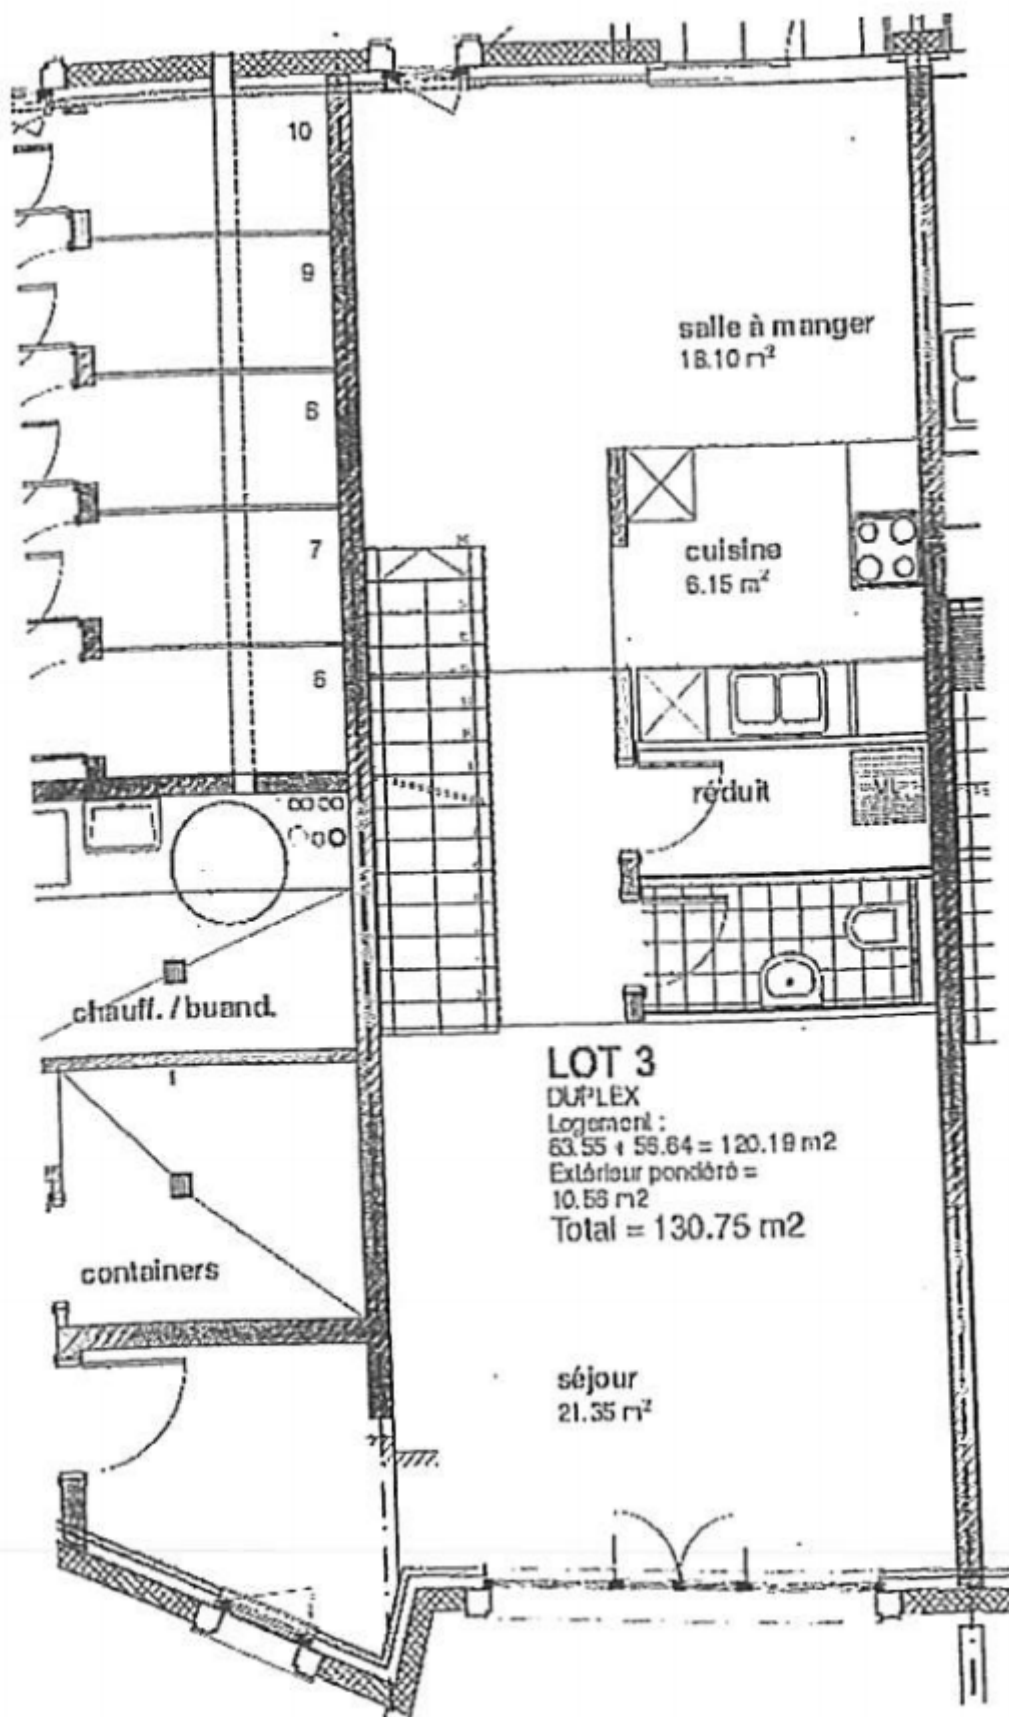 10
9
8
7
6
salle à manger
18.10 m²
cuisine
6.15 m²
réduit
chauff. / buand.
containers
LOT 3
DUPLEX
Logement :
63.55 + 56.64 = 120.19 m2
Extérieur pondéré =
10.56 m2
Total = 130.75 m2
séjour
21.35 m²